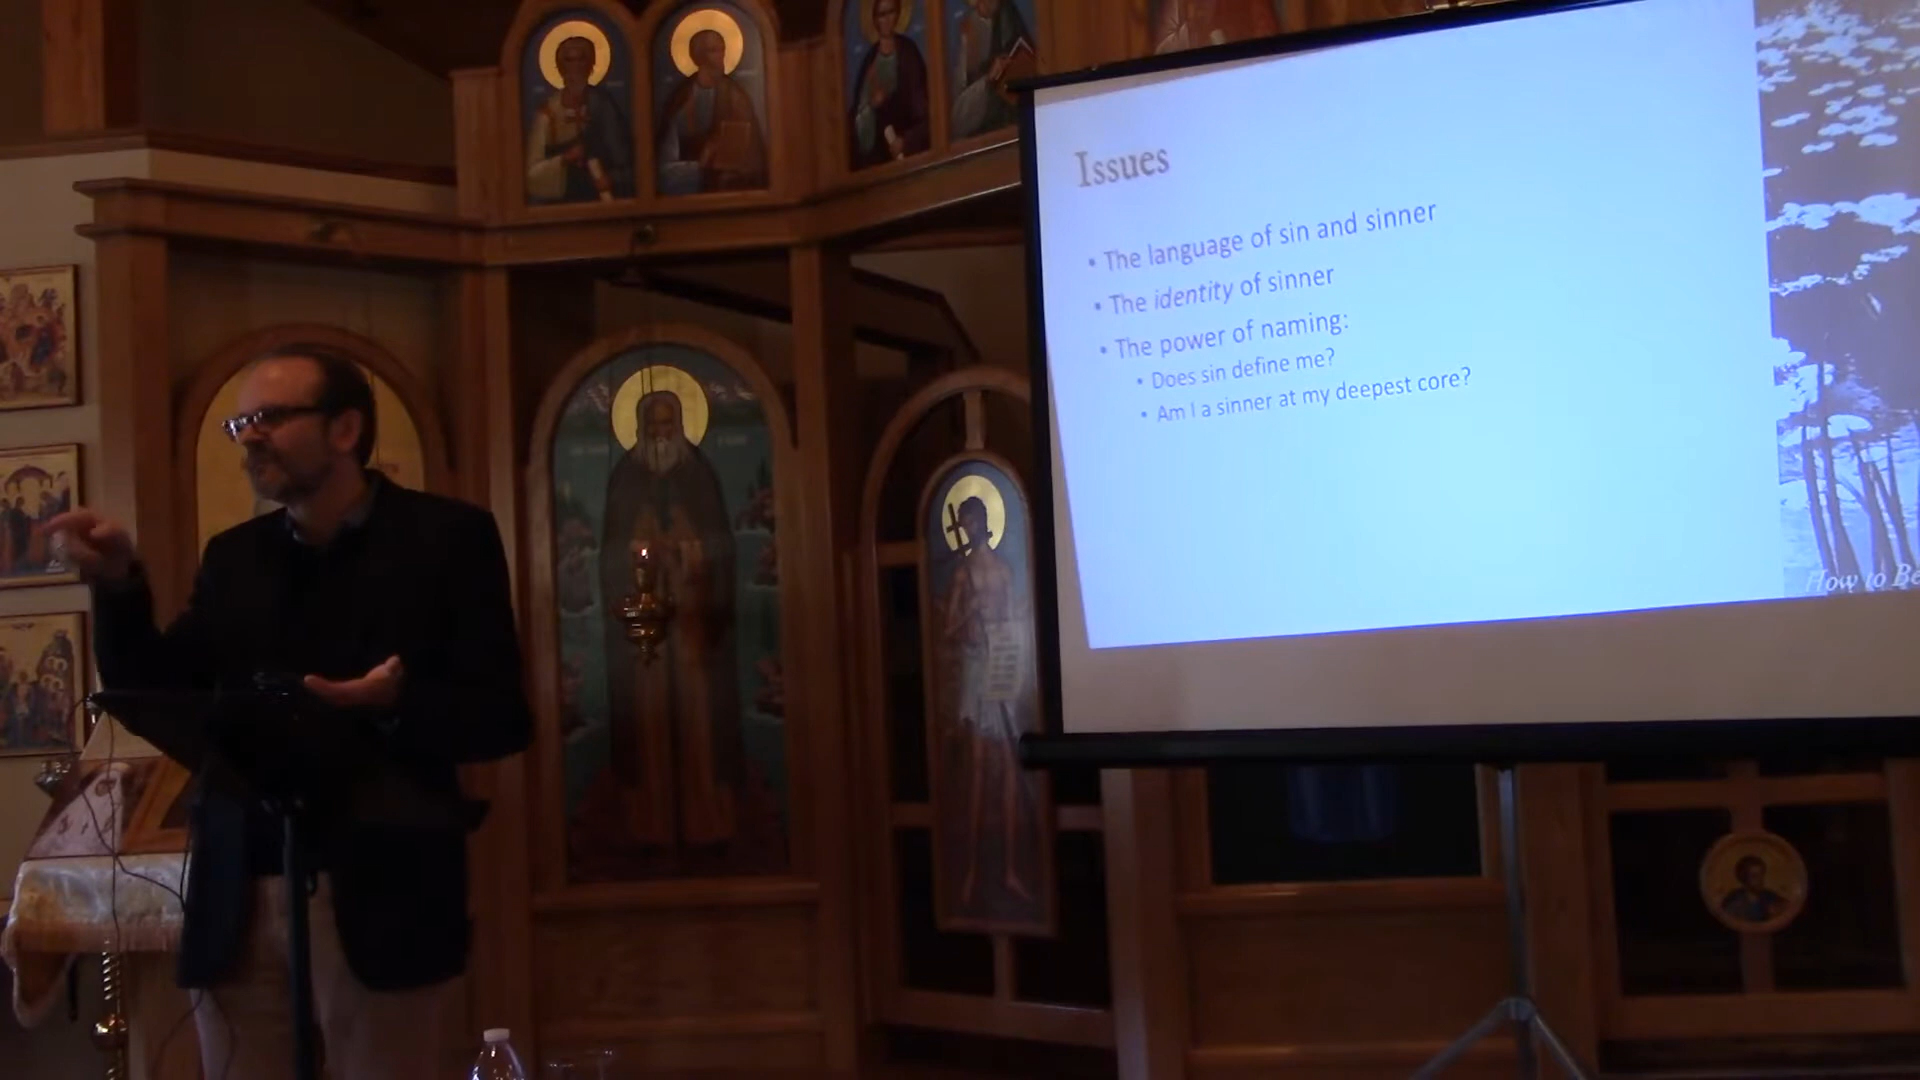 Issues
• The language of sin and sinner
• The identity of sinner
• The power of naming:
• Does sin define me?
• Am I a sinner at my deepest core?
How to Be